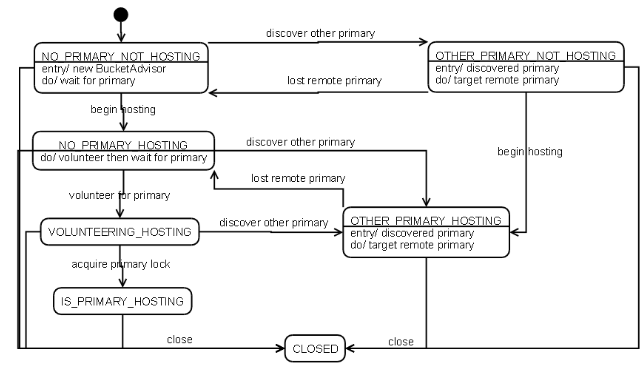 discover other primary
NO_PRIMARY_NOT_HOSTING
entry/ new BucketAdvisor
do/ wait for primary
OTHER_PRIMARY_NOT_HOSTING
entry/ discovered primary
do/ target remote primary
lost remote primary
begin hosting
NO_PRIMARY_HOSTING
do/ volunteer then wait for primary
discover other primary
begin hosting
lost remote primary
volunteer for primary
discover other primary
OTHER_PRIMARY_HOSTING
entry/ discovered primary
do/ target remote primary
VOLUNTEERING_HOSTING
acquire primary lock
IS_PRIMARY_HOSTING
close
close
CLOSED